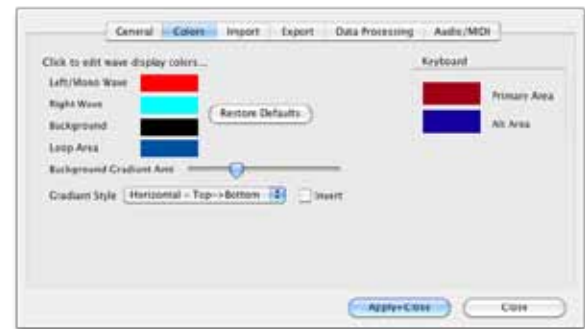 General Colors Import Export Data Processing Audio/MIDI
Click to edit wave display colors...
Keyboard
Left/Mono Wave
Primary Area
Right Wave
Restore Defaults
Background
Alt Area
Loop Area
Background Gradiant Amt
Gradiant Style Horizontal - Top->Bottom Invert
Apply+Close Close